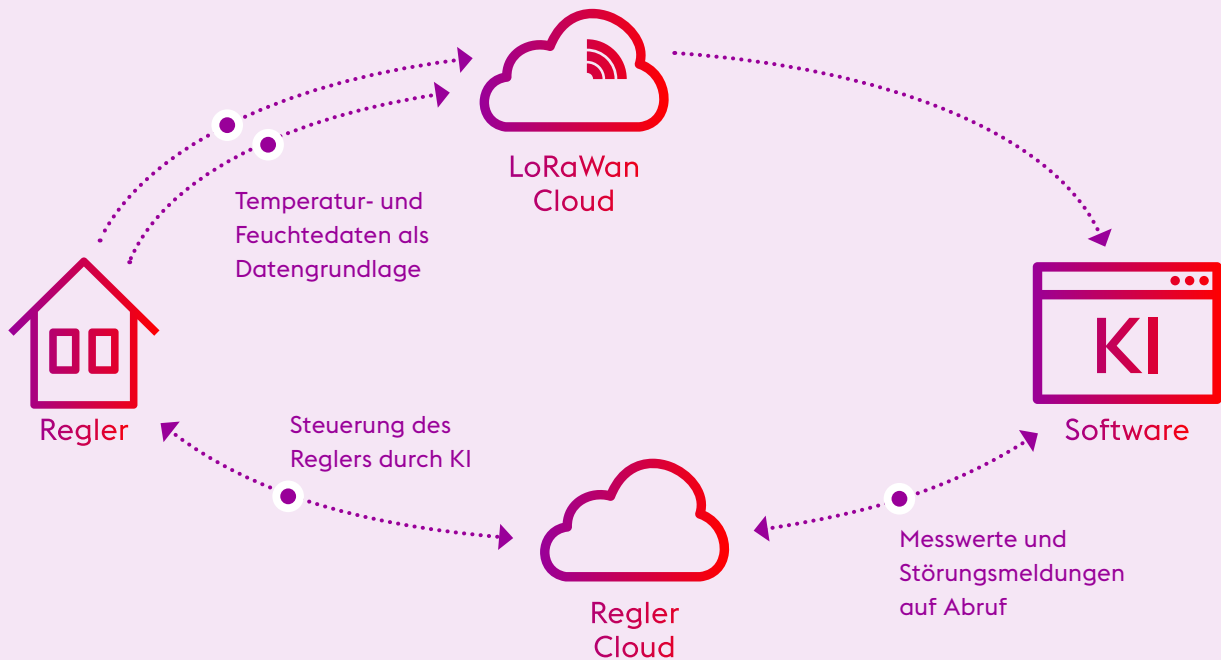 LoRaWan
Cloud
Temperatur- und
Feuchtedaten als
Datengrundlage
KI
Regler
Software
Steuerung des
Reglers durch KI
Messwerte und
Störungsmeldungen
auf Abruf
Regler
Cloud